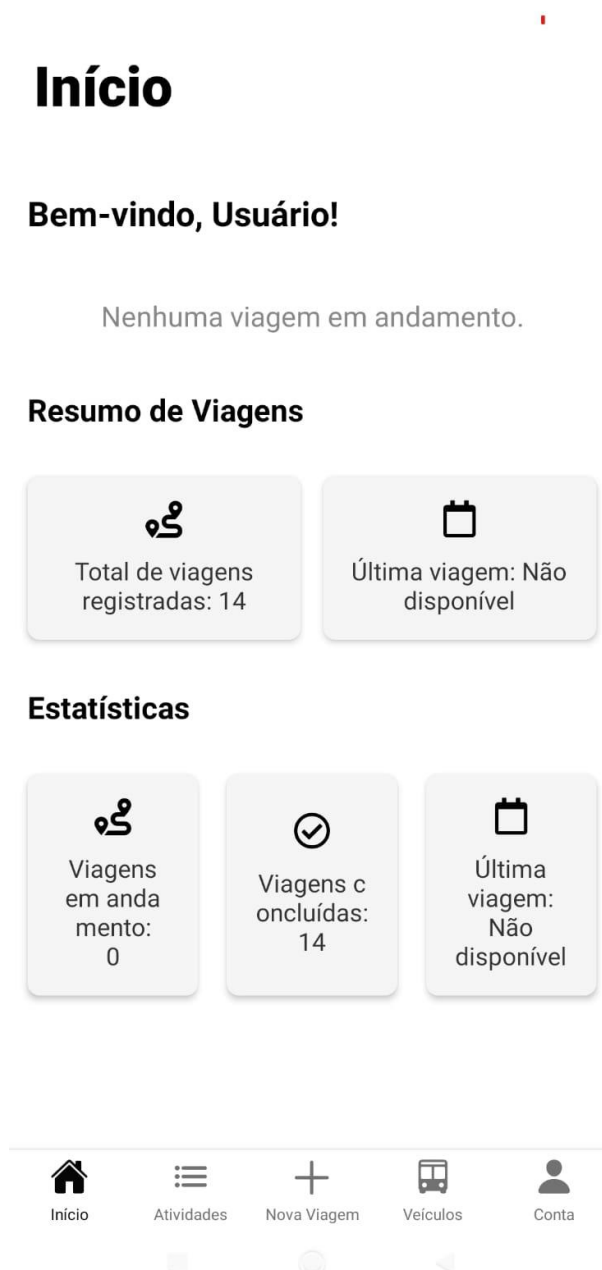 Início
Bem-vindo, Usuário!
Nenhuma viagem em andamento.
Resumo de Viagens
Total de viagens
registradas: 14
Última viagem: Não
disponível
Estatísticas
Viagens
em anda
mento:
0
Viagens c
oncluídas:
14
Última
viagem:
Não
disponível
Início
Atividades
Nova Viagem
Veículos
Conta